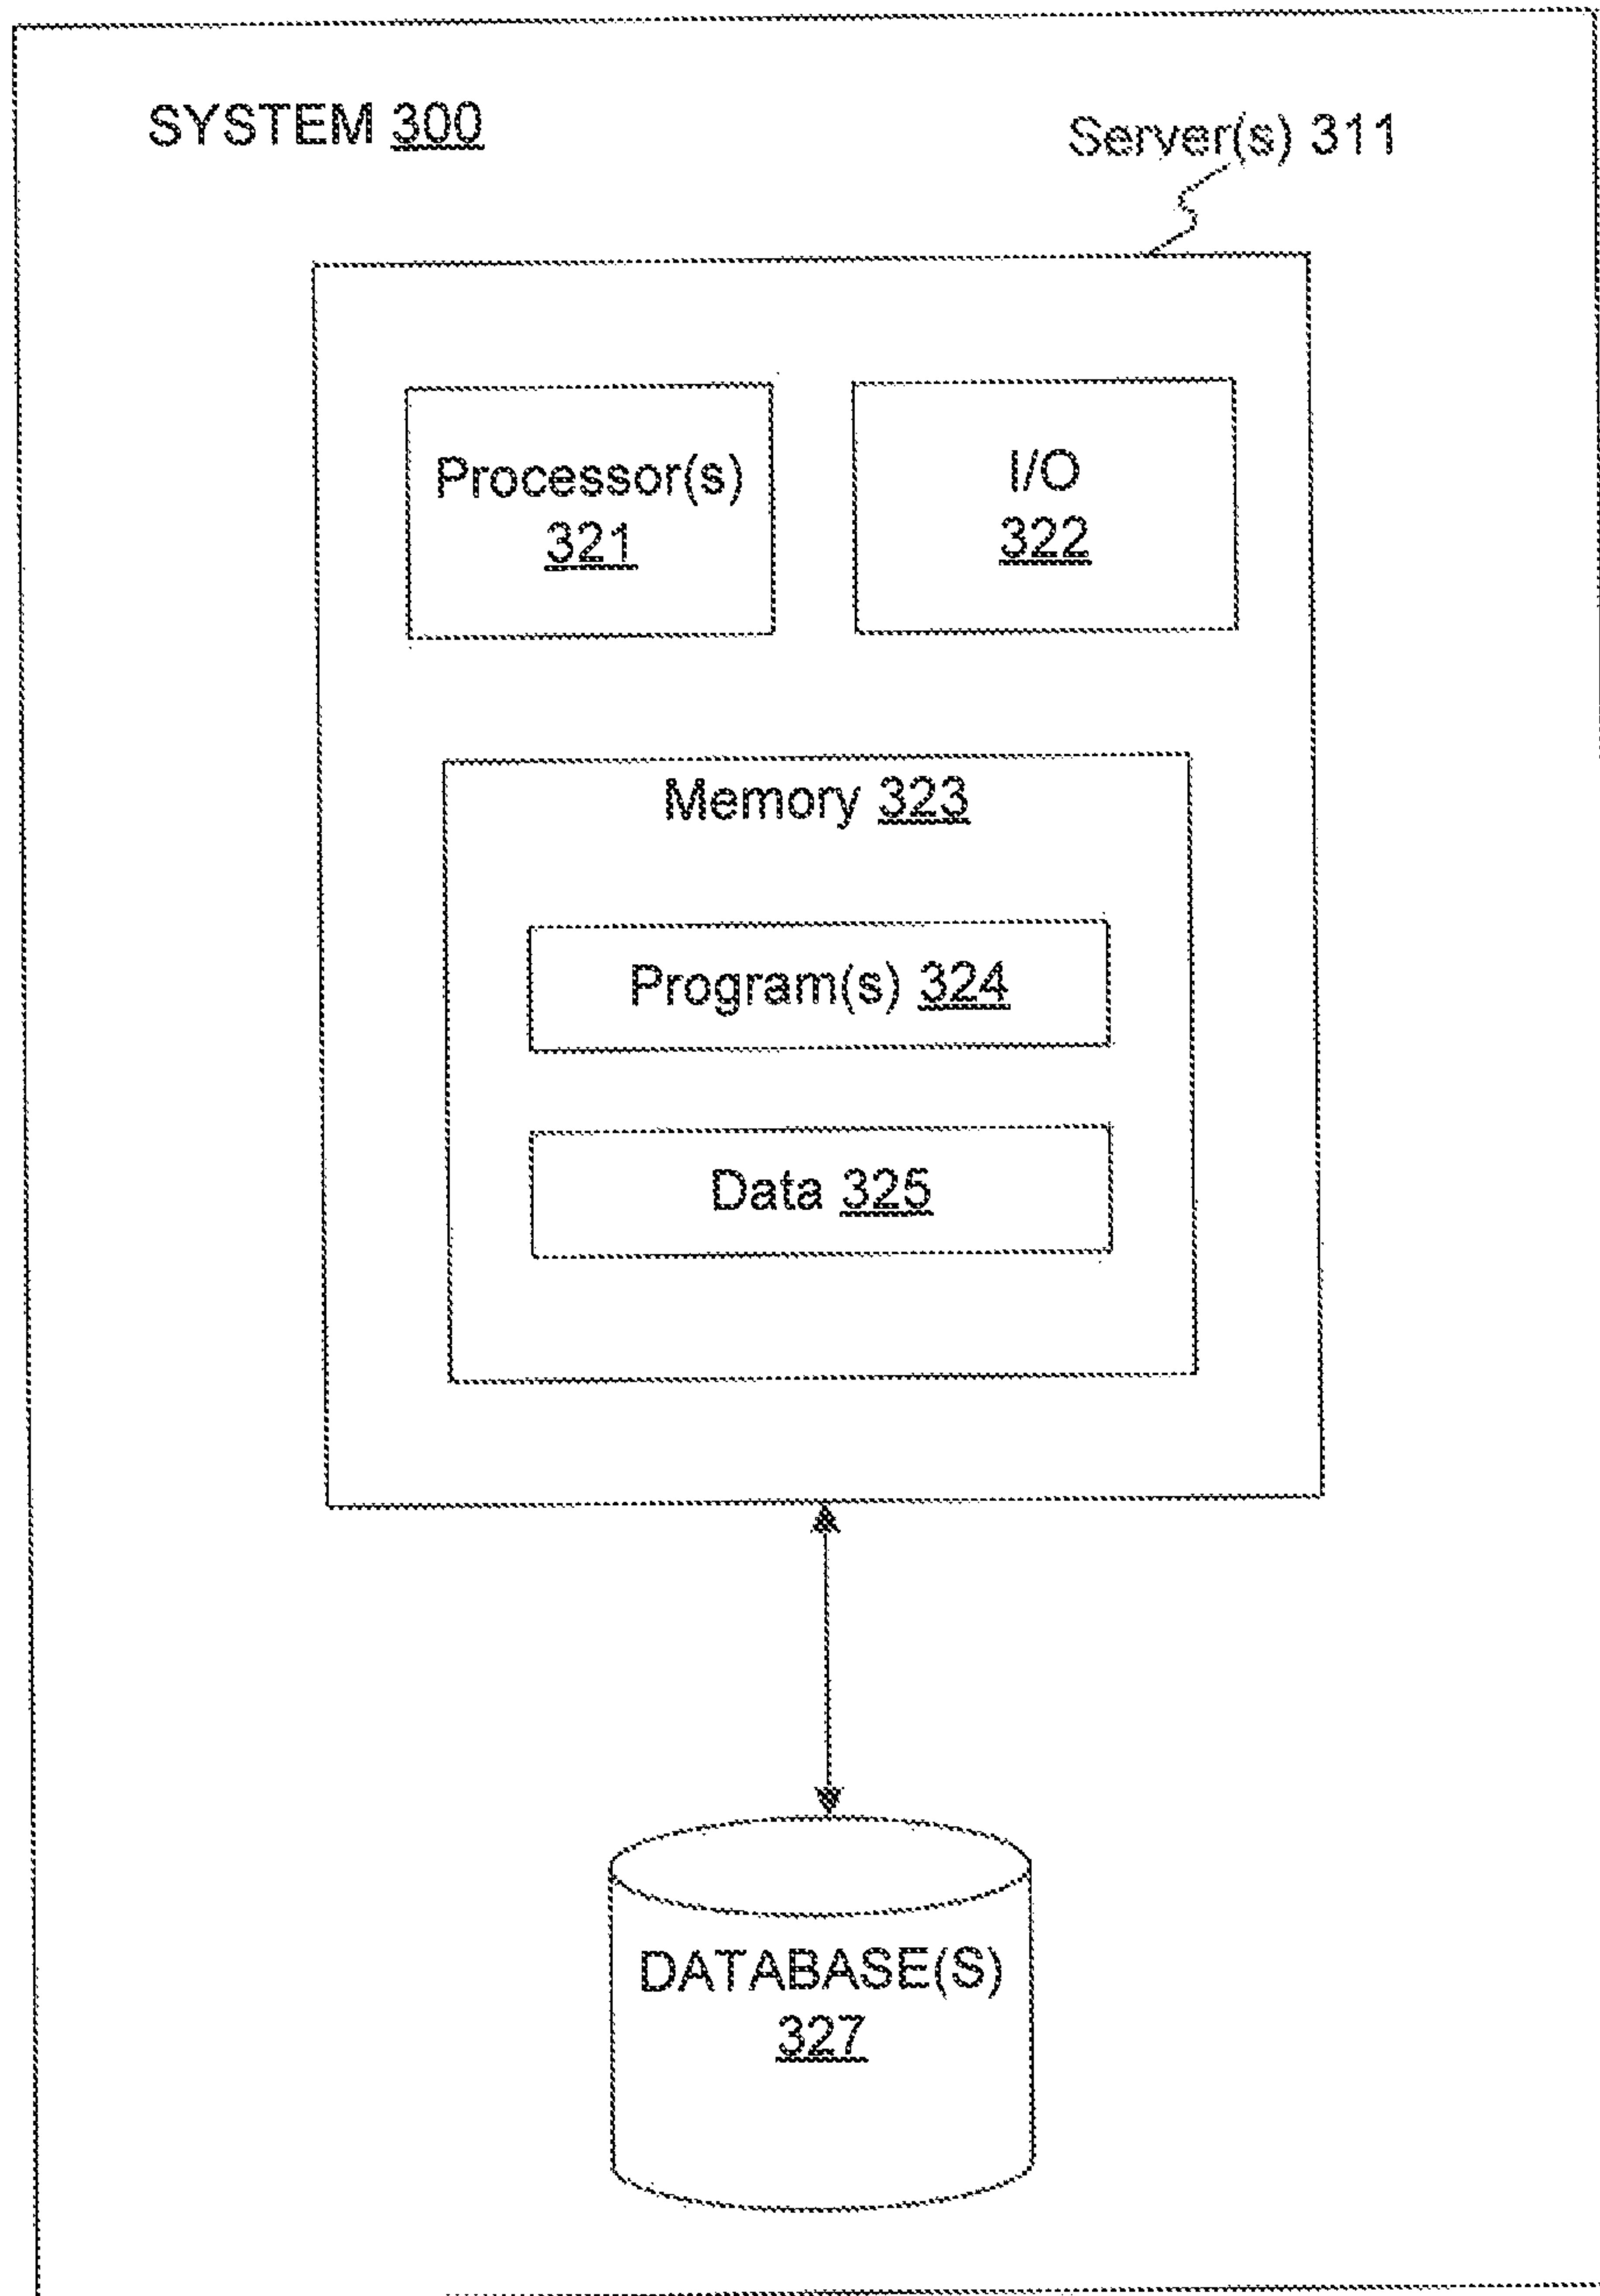 SYSTEM 300
Server(s) 311
Processor(s)
321
I/O
322
Memory 323
Program(s) 324
Data 325
DATABASE(S)
327